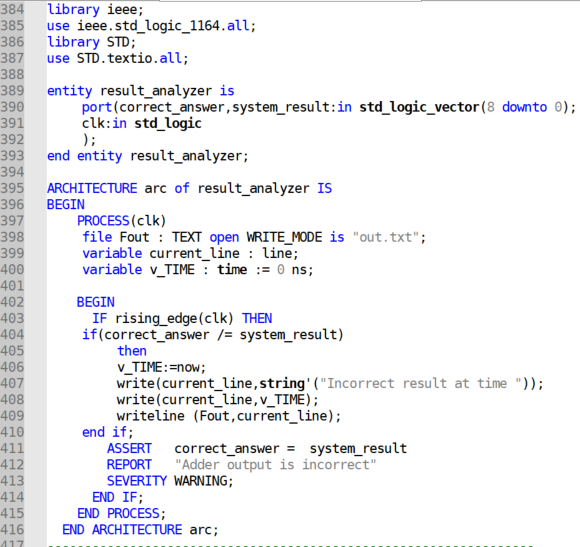 384 library ieee;
385 use ieee.std_logic_1164.all;
386 library STD;
387 use STD.textio.all;
388
389 entity result_analyzer is
390 port(correct_answer,system_result:in std_logic_vector(8 downto 0);
391 clk:in std_logic
392 );
393 end entity result_analyzer;
394
395 ARCHITECTURE arc of result_analyzer IS
396 BEGIN
397 PROCESS(clk)
398 file Fout : TEXT open WRITE_MODE is "out.txt";
399 variable current_line : line;
400 variable v_TIME : time := 0 ns;
401
402 BEGIN
403 IF rising_edge(clk) THEN
404 if(correct_answer /= system_result)
405 then
406 v_TIME:=now;
407 write(current_line,string'("Incorrect result at time "));
408 write(current_line,v_TIME);
409 writeline (Fout,current_line);
410 end if;
411 ASSERT correct_answer = system_result
412 REPORT "Adder output is incorrect"
413 SEVERITY WARNING;
414 END IF;
415 END PROCESS;
416 END ARCHITECTURE arc;
417